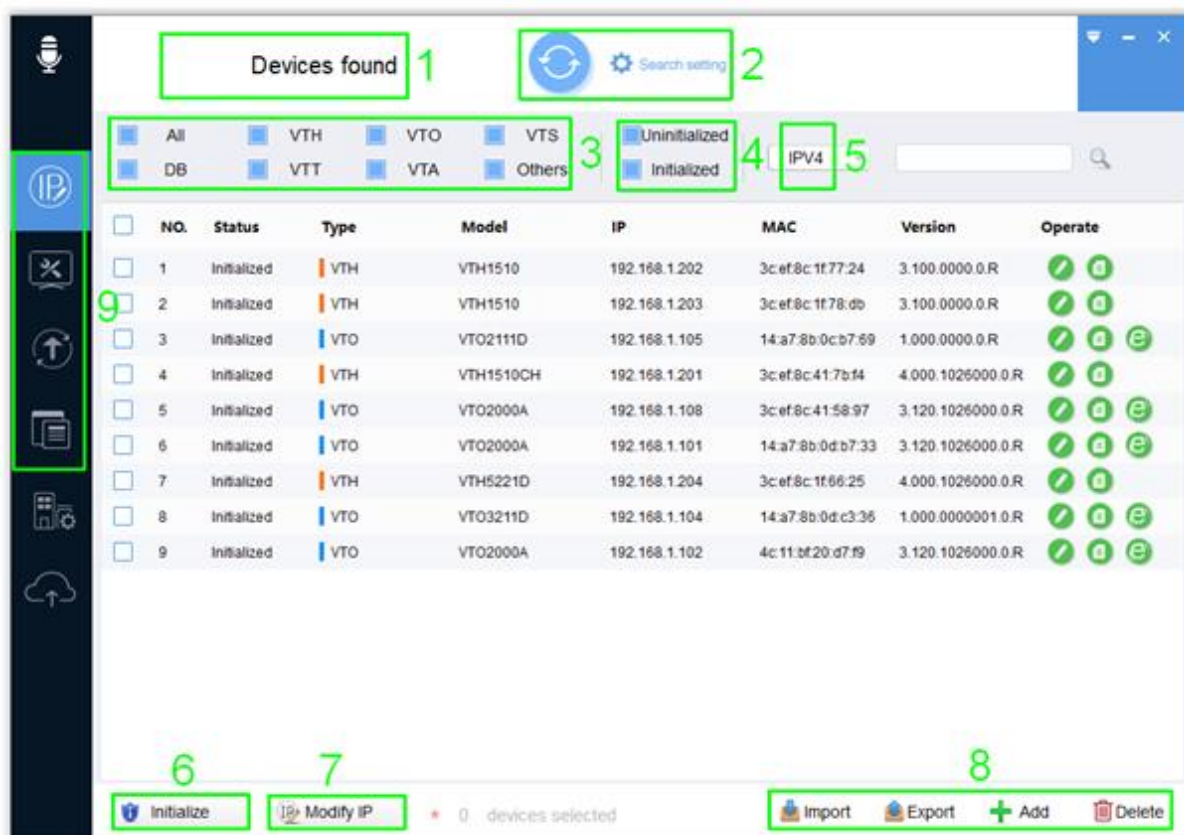 Devices found 1
Search setting 2
All VTH VTO VTS 3 Uninitialized 4 IPV4 5
DB VTT VTA Others Initialized
NO. Status Type Model IP MAC Version Operate
1 Initialized VTH VTH1510 192.168.1.202 3c:ef:8c:1f:77:24 3.100.0000.0.R
9
2 Initialized VTH VTH1510 192.168.1.203 3c:ef:8c:1f:78:db 3.100.0000.0.R
3 Initialized VTO VTO2111D 192.168.1.105 14:a7:8b:0c:b7:69 1.000.0000.0.R
4 Initialized VTH VTH1510CH 192.168.1.201 3c:ef:8c:41:7b:f4 4.000.1026000.0.R
5 Initialized VTO VTO2000A 192.168.1.108 3c:ef:8c:41:58:97 3.120.1026000.0.R
6 Initialized VTO VTO2000A 192.168.1.101 14:a7:8b:0d:b7:33 3.120.1026000.0.R
7 Initialized VTH VTH5221D 192.168.1.204 3c:ef:8c:1f:66:25 4.000.1026000.0.R
8 Initialized VTO VTO3211D 192.168.1.104 14:a7:8b:0d:c3:36 1.000.0000001.0.R
9 Initialized VTO VTO2000A 192.168.1.102 4c:11:bf:20:d7:f9 3.120.1026000.0.R
6 7 8
Initialize Modify IP * 0 devices selected Import Export Add Delete